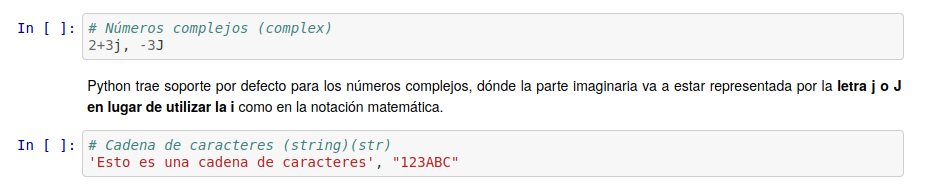 In [ ]: # Números complejos (complex)
2+3j, -3J
Python trae soporte por defecto para los números complejos, dónde la parte imaginaria va a estar representada por la letra j o J
en lugar de utilizar la i como en la notación matemática.
In [ ]: # Cadena de caracteres (string)(str)
'Esto es una cadena de caracteres', "123ABC"